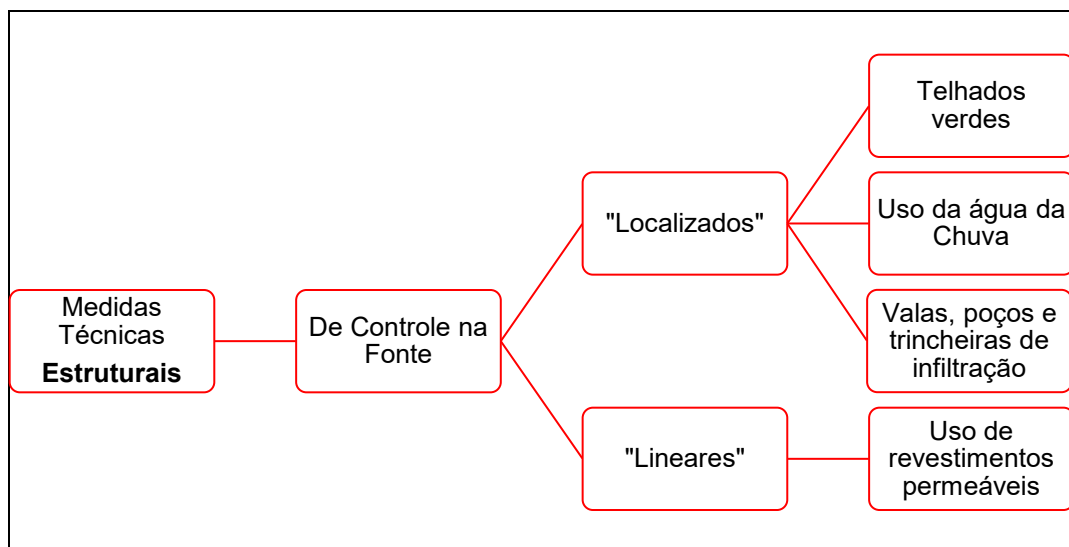 Medidas
Técnicas
Estruturais
De Controle na
Fonte
"Localizados"
Telhados
verdes
Uso da água da
Chuva
Valas, poços e
trincheiras de
infiltração
"Lineares"
Uso de
revestimentos
permeáveis